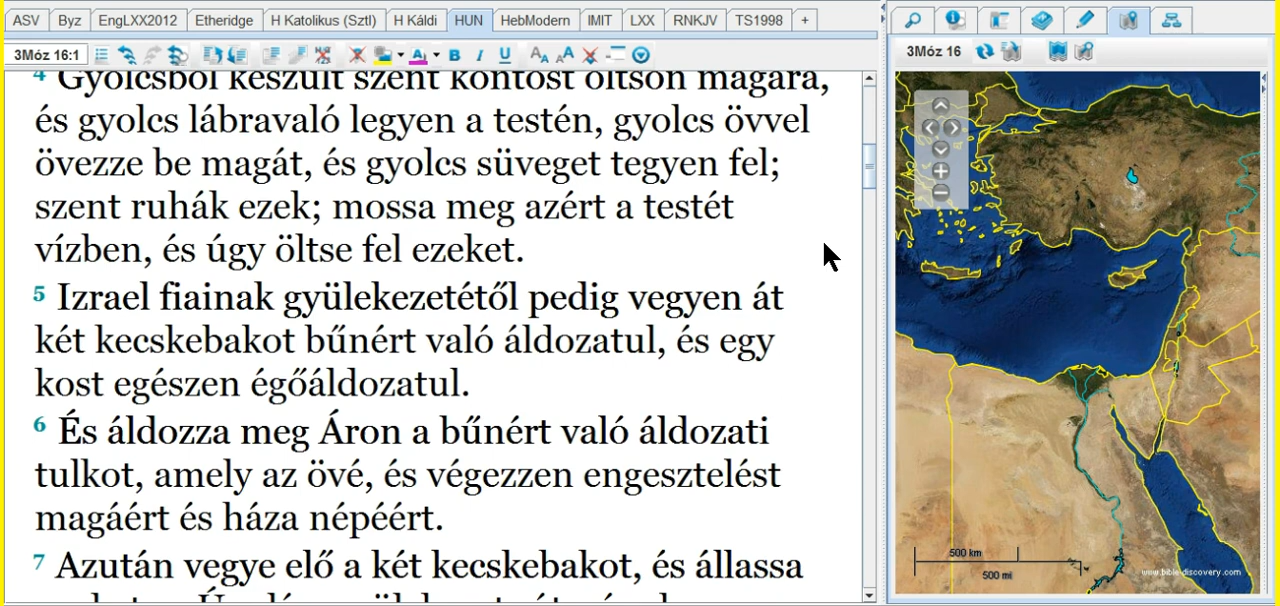 ASV Byz EngLXX2012 Etheridge H Katolikus (Sztl) H Káldi HUN HebModern IMIT LXX RNKJV TS1998 +
3Móz 16:1
3Móz 16
4 Gyolcsból készült szent köntöst öltsön magára,
és gyolcs lábravaló legyen a testén, gyolcs övvel
övezze be magát, és gyolcs süveget tegyen fel;
szent ruhák ezek; mossa meg azért a testét
vízben, és úgy öltse fel ezeket.
5 Izrael fiainak gyülekezetétől pedig vegyen át
két kecskebakot bűnért való áldozatul, és egy
kost egészen égőáldozatul.
6 És áldozza meg Áron a bűnért való áldozati
tulkot, amely az övé, és végezzen engesztelést
magáért és háza népéért.
7 Azután vegye elő a két kecskebakot, és állassa
500 km
500 mi
www.bible-discovery.com